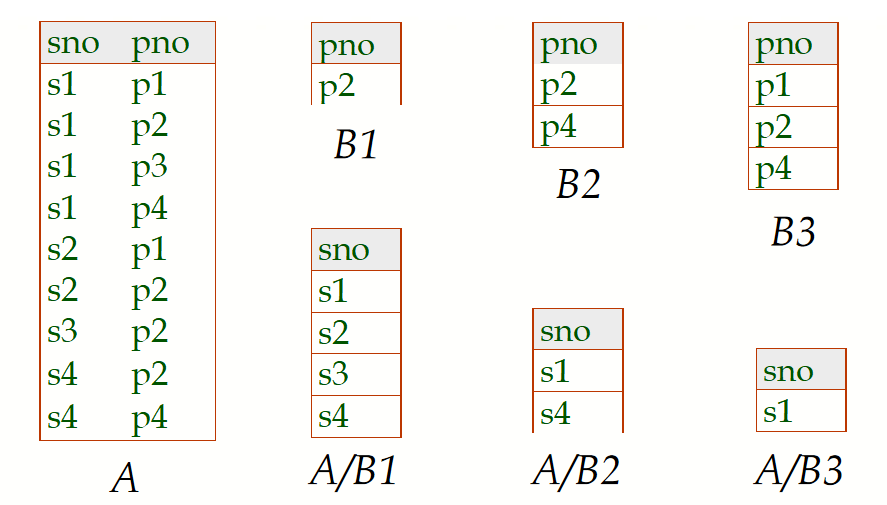 sno pno
s1 p1
s1 p2
s1 p3
s1 p4
s2 p1
s2 p2
s3 p2
s4 p2
s4 p4
A
pno
p2
B1
pno
p2
p4
B2
pno
p1
p2
p4
B3
sno
s1
s2
s3
s4
A/B1
sno
s1
s4
A/B2
sno
s1
A/B3